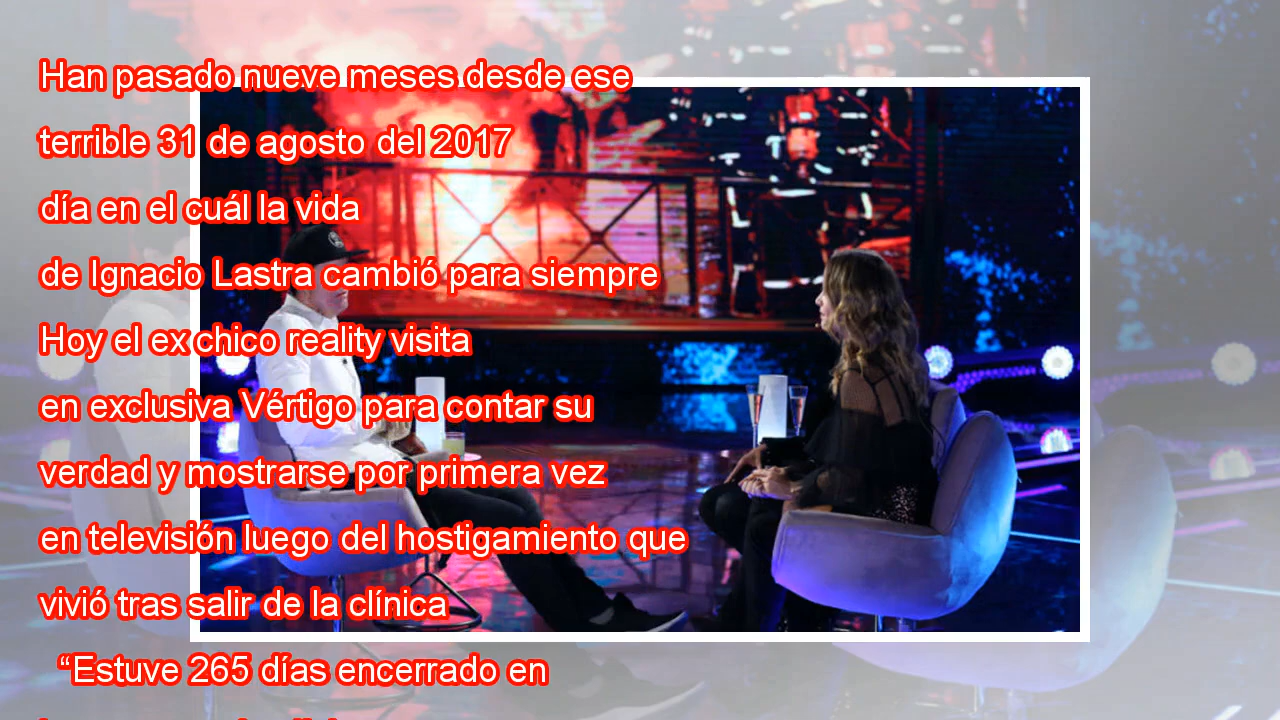 Han pasado nueve meses desde ese
terrible 31 de agosto del 2017
día en el cuál la vida
de Ignacio Lastra cambió para siempre
Hoy el ex chico reality visita
en exclusiva Vértigo para contar su
verdad y mostrarse por primera vez
en televisión luego del hostigamiento que
vivió tras salir de la clínica
“Estuve 265 días encerrado en